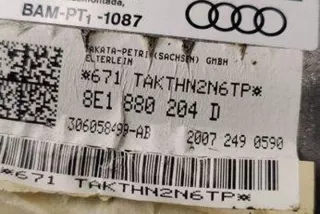 BAM-PT1-1087
TAKATA-PETRI (SACHSEN) GMBH
ELTERLEIN
*671 TAKTHN2N6TP*
8E1 880 204 D
306058499-AB 2007 249 0590
*671 TAKTHN2N6TP*